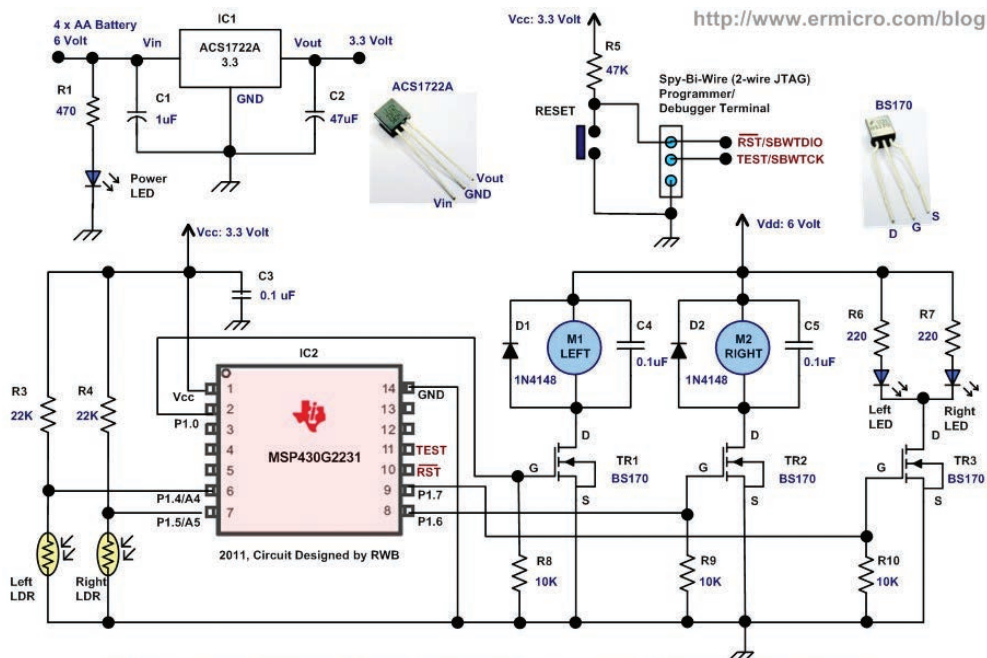 http://www.ermicro.com/blog
4 x AA Battery
6 Volt
Vin
IC1
ACS1722A
3.3
Vout
3.3 Volt
GND
R1
470
C1
1uF
C2
47uF
Power
LED
ACS1722A
Vout
GND
Vin
Vcc: 3.3 Volt
R5
47K
RESET
Spy-Bi-Wire (2-wire JTAG)
Programmer/
Debugger Terminal
RST/SBWTDIO
TEST/SBWTCK
BS170
D
G
S
Vcc: 3.3 Volt
C3
0.1 uF
R3
22K
R4
22K
IC2
Vcc
P1.0
P1.4/A4
P1.5/A5
1
2
3
4
5
6
7
MSP430G2231
14
13
12
11
10
9
8
GND
TEST
RST
P1.7
P1.6
2011, Circuit Designed by RWB
Left
LDR
Right
LDR
Vdd: 6 Volt
D1
1N4148
M1
LEFT
C4
0.1uF
D2
1N4148
M2
RIGHT
C5
0.1uF
R6
220
R7
220
Left
LED
Right
LED
D
G
S
TR1
BS170
D
G
S
TR2
BS170
D
G
S
TR3
BS170
R8
10K
R9
10K
R10
10K